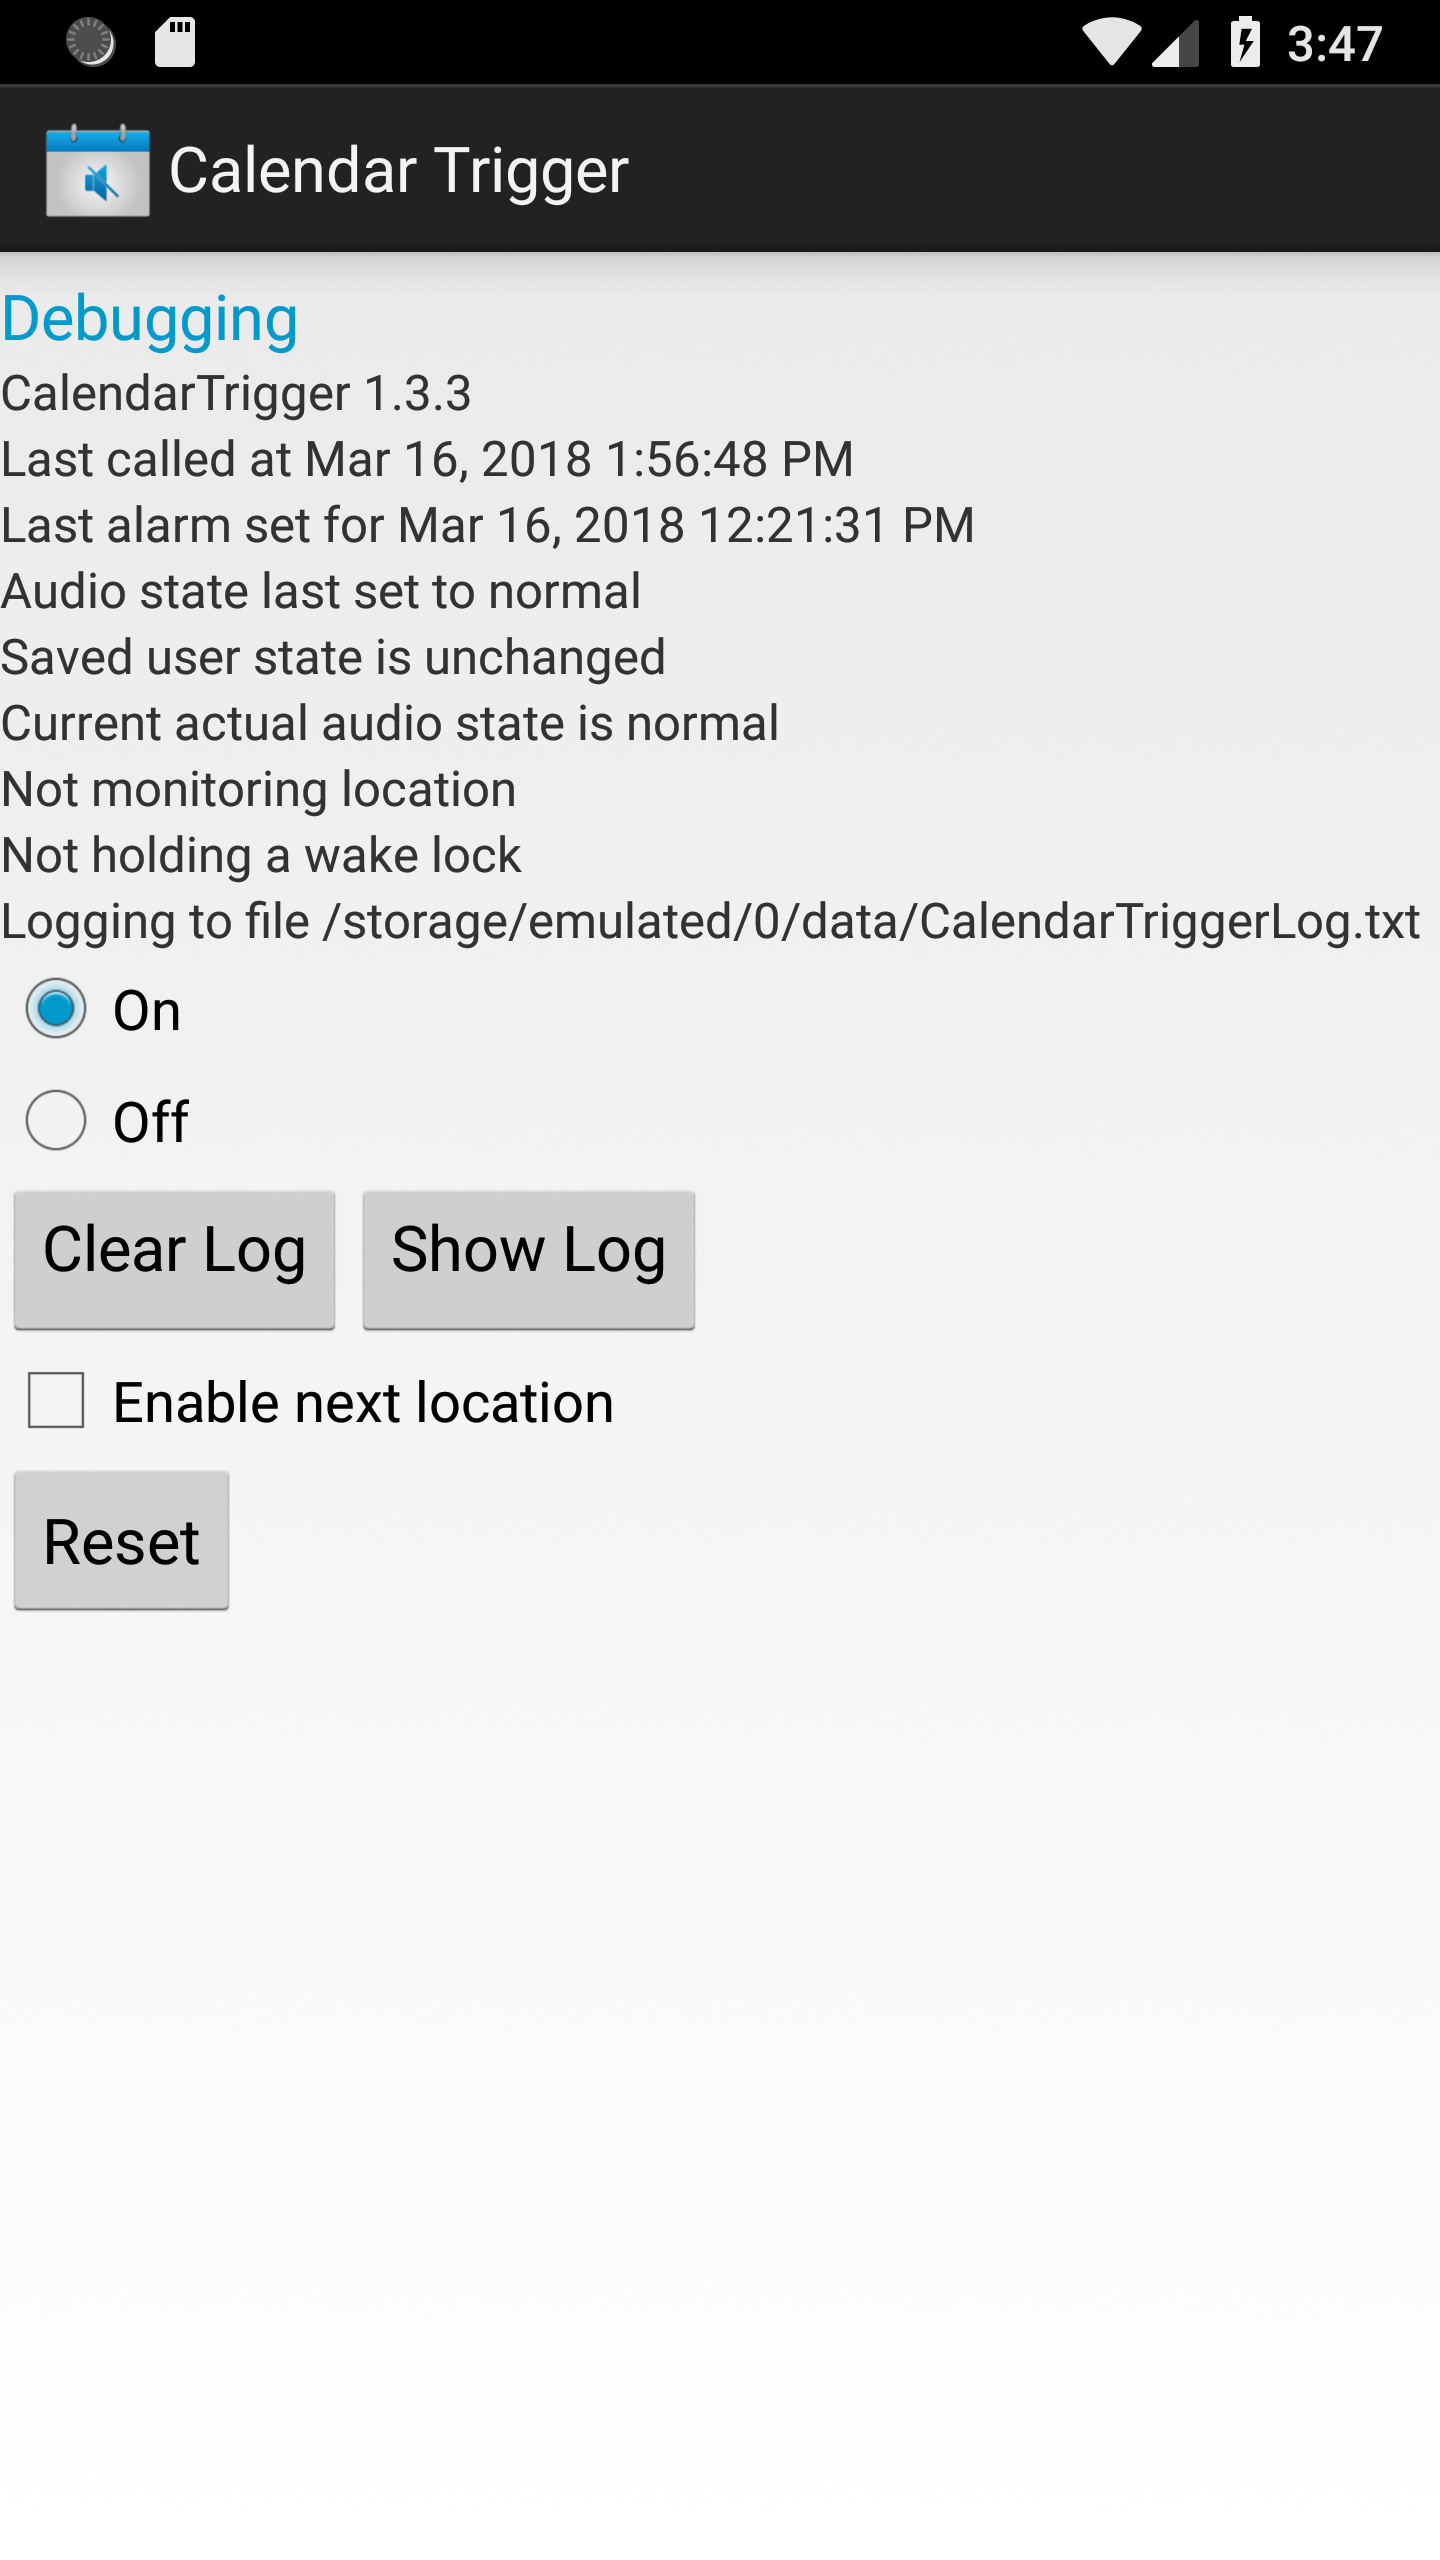 3:47
Calendar Trigger
Debugging
CalendarTrigger 1.3.3
Last called at Mar 16, 2018 1:56:48 PM
Last alarm set for Mar 16, 2018 12:21:31 PM
Audio state last set to normal
Saved user state is unchanged
Current actual audio state is normal
Not monitoring location
Not holding a wake lock
Logging to file /storage/emulated/0/data/CalendarTriggerLog.txt
On
Off
Clear Log Show Log
Enable next location
Reset